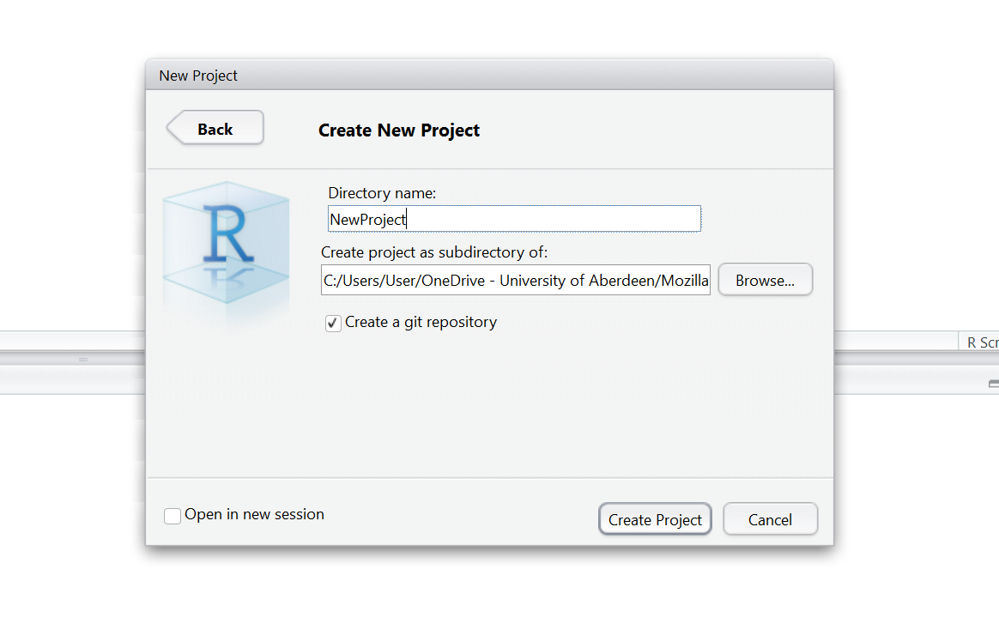 New Project
Back
Create New Project
R
Directory name:
NewProject
Create project as subdirectory of:
C:/Users/User/OneDrive - University of Aberdeen/Mozilla
Browse...
Create a git repository
R Scr
Open in new session
Create Project
Cancel